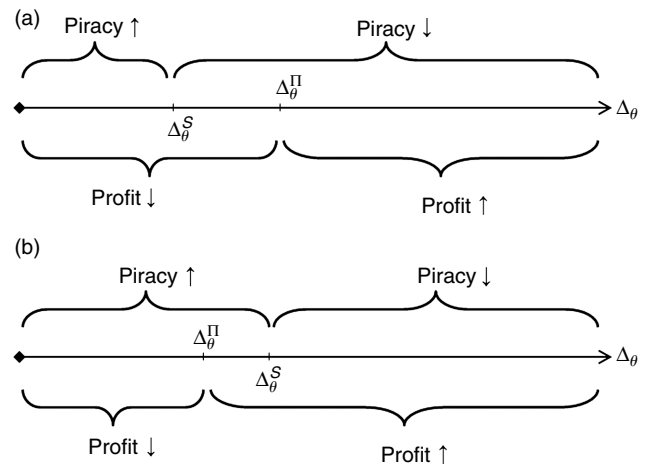 (a)
Piracy ↑ Piracy ↓
Δ_θ^Π
Δ_θ
Δ_θ^S
Profit ↓
Profit ↑
(b)
Piracy ↑ Piracy ↓
Δ_θ^Π
Δ_θ
Δ_θ^S
Profit ↓
Profit ↑